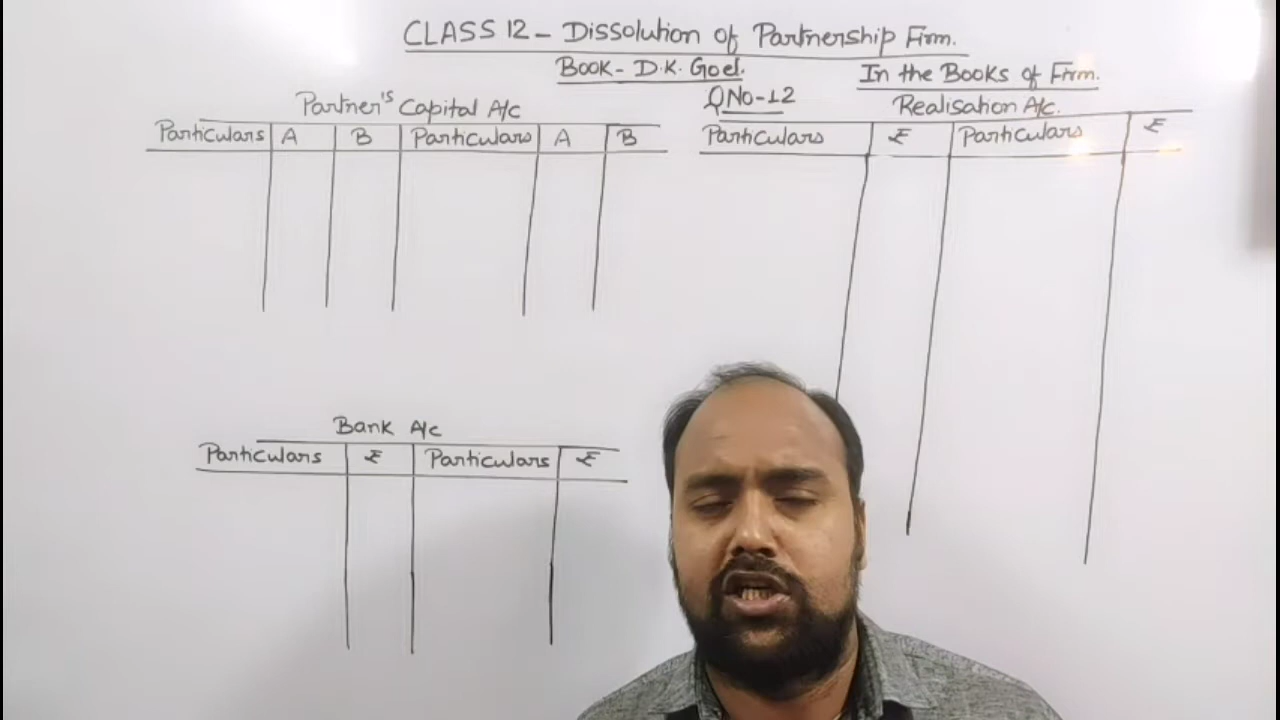 CLASS 12 - Dissolution of Partnership Firm.
Book - D.K. Goel.
In the Books of Firm.
QNo-12
Partner's Capital A/c
Particulars A B Particulars A B
Realisation A/c.
Particulars ₹ Particulars ₹
Bank A/c
Particulars ₹ Particulars ₹